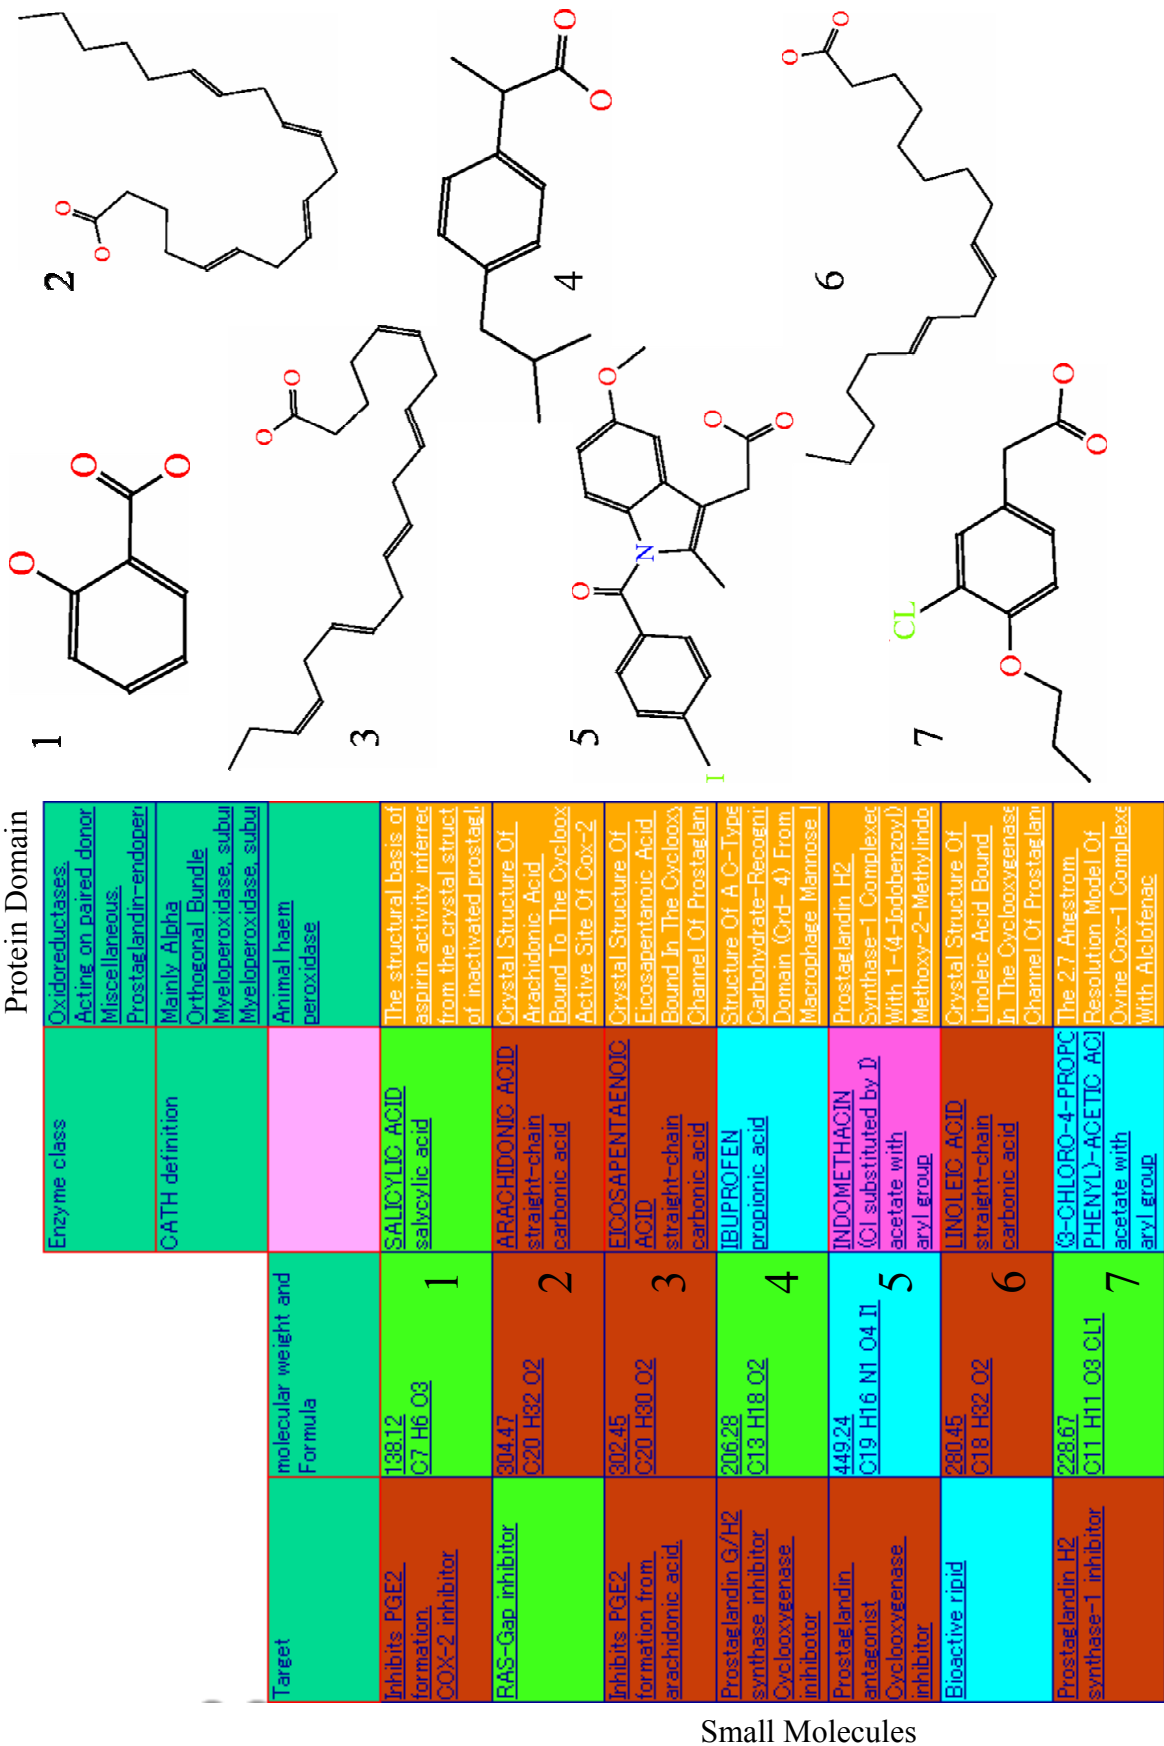 Protein Domain
Enzyme class
Oxidoreductases.
Acting on paired donor
Miscellaneous.
Prostaglandin-endoper
CATH definition
Mainly Alpha
Orthogonal Bundle
Myeloperoxidase, subu
Myeloperoxidase, subu
Target
molecular weight and
Formula
Animal haem
peroxidase
Inhibits PGE2
formation.
COX-2 inhibitor
138.12
C7 H6 O3
1
SALICYLIC ACID
salycylic acid
The structural basis of
aspirin activity inferred
from the crystal struct
of inactivated prostagl
RAS-Gap inhibitor
304.47
C20 H32 O2
2
ARACHIDONIC ACID
straight-chain
carbonic acid
Crystal Structure Of
Arachidonic Acid
Bound To The Cycloox
Active Site Of Cox-2
Inhibits PGE2
formation from
arachidonic acid.
302.45
C20 H30 O2
3
EICOSAPENTAENOIC
ACID
straight-chain
carbonic acid
Crystal Structure Of
Eicosapentanoic Acid
Bound In The Cyclooxy
Channel Of Prostaglan
Prostaglandin G/H2
synthase inhibitor
Cyclooxygenase
inihibotor
206.28
C13 H18 O2
4
IBUPROFEN
propionic acid
Structure Of A C-Type
Carbohydrate-Recogni
Domain (Crd- 4) From
Macrophage Mannose
Prostaglandin
antagonist
Cyclooxygenase
inhibitor
449.24
C19 H16 N1 O4 I1
5
INDOMETHACIN
(Cl substituted by I)
acetate with
aryl group
Prostaglandin H2
Synthase-1 Complexed
With 1-(4-Iodobenzoyl)
Methoxy-2-Methylindo
Bioactive ripid
280.45
C18 H32 O2
6
LINOLEIC ACID
straight-chain
carbonic acid
Crystal Structure Of
Linoleic Acid Bound
In The Cyclooxygenase
Channel Of Prostaglan
Prostaglandin H2
synthase-1 inhibitor
228.67
C11 H11 O3 CL1
7
(3-CHLORO-4-PROPO
PHENYL)-ACETIC ACI
acetate with
aryl group
The 2.7 Angstrom
Resolution Model Of
Ovine Cox-1 Complexe
With Alclofenac
Small Molecules
1
O
O
O
2
O
O
3
O
O
4
O
O
5
O
N
O
O
O
I
6
O
O
7
CL
O
O
O